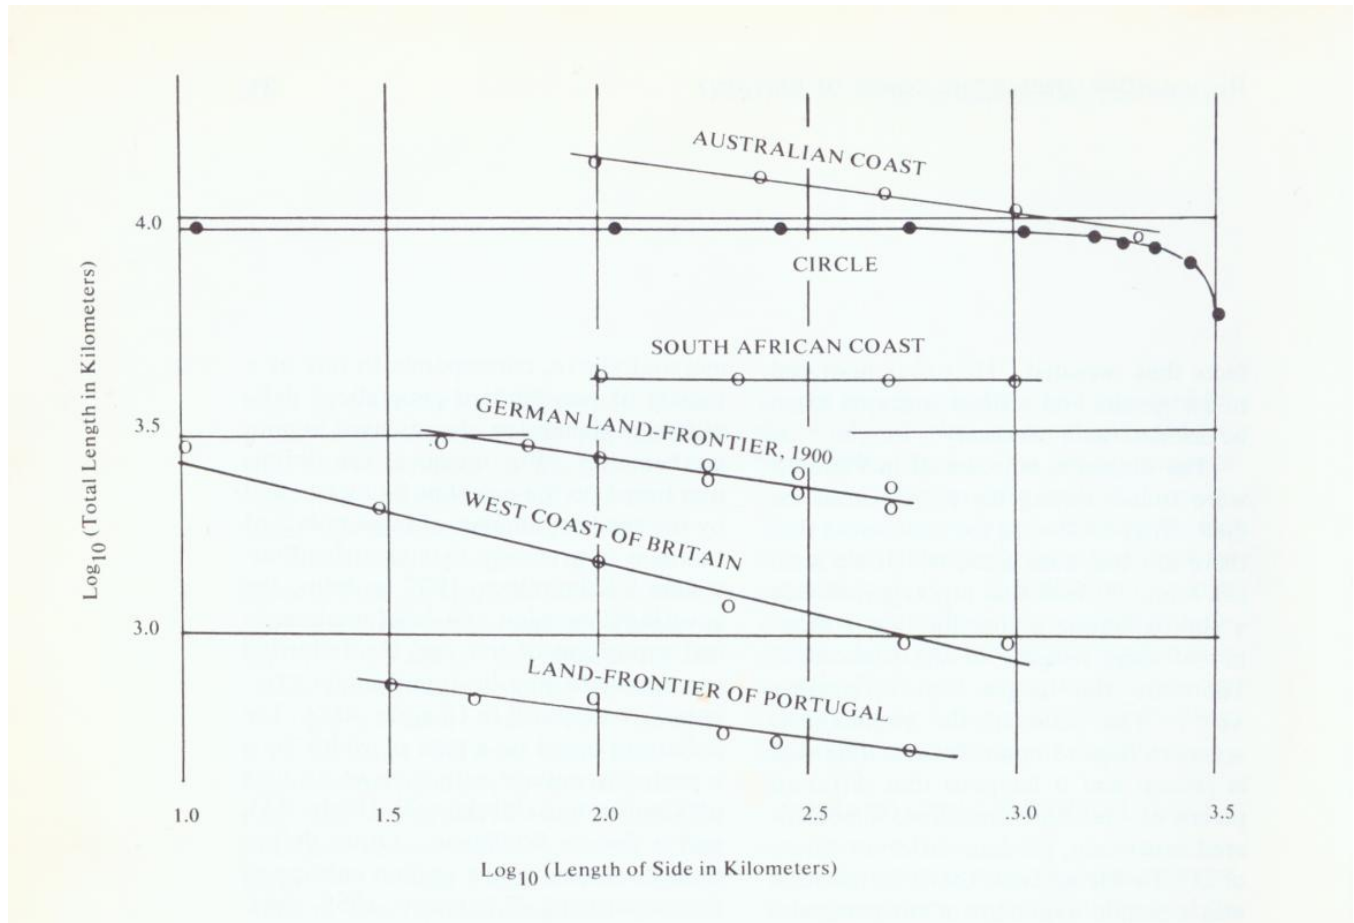 AUSTRALIAN COAST
4.0
CIRCLE
SOUTH AFRICAN COAST
GERMAN LAND-FRONTIER, 1900
3.5
WEST COAST OF BRITAIN
3.0
LAND-FRONTIER OF PORTUGAL
1.0 1.5 2.0 2.5 3.0 3.5
Log10 (Total Length in Kilometers)
Log10 (Length of Side in Kilometers)